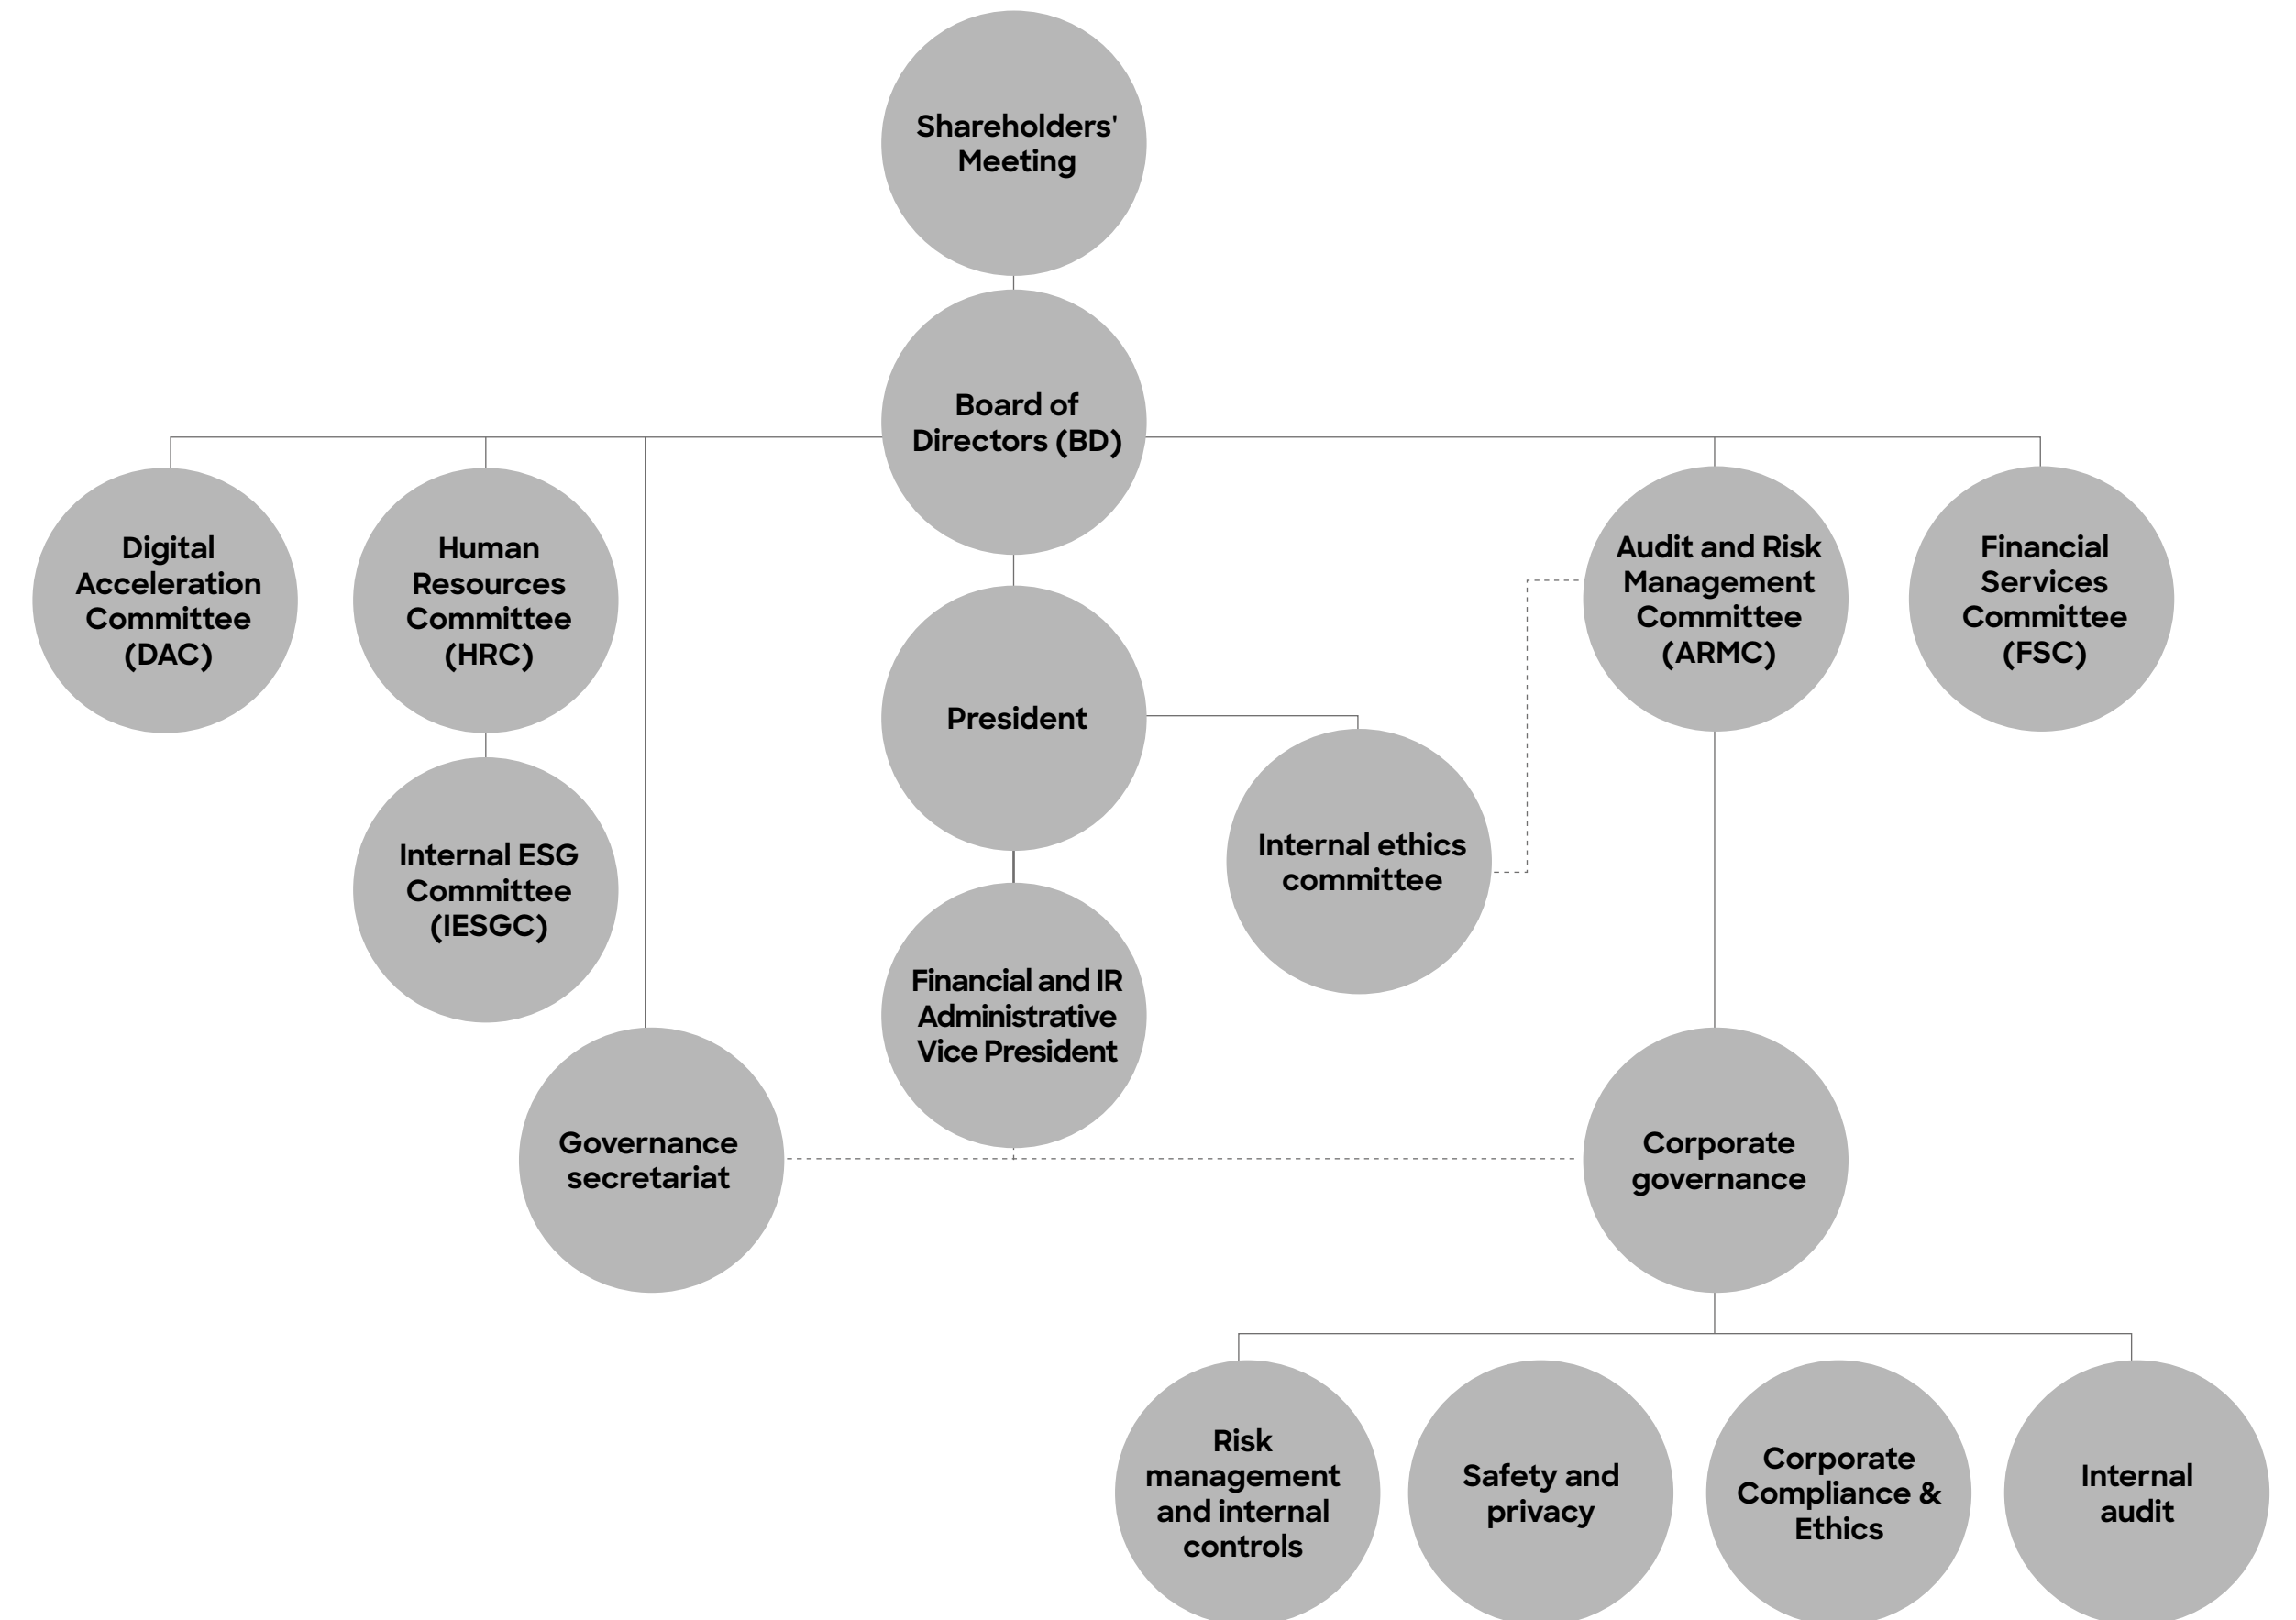 Shareholders'
Meeting
Board of
Directors (BD)
Digital
Acceleration
Committee
(DAC)
Human
Resources
Committee
(HRC)
Audit and Risk
Management
Committee
(ARMC)
Financial
Services
Committee
(FSC)
President
Internal ethics
committee
Internal ESG
Committee
(IESGC)
Financial and IR
Administrative
Vice President
Governance
secretariat
Corporate
governance
Risk
management
and internal
controls
Safety and
privacy
Corporate
Compliance &
Ethics
Internal
audit